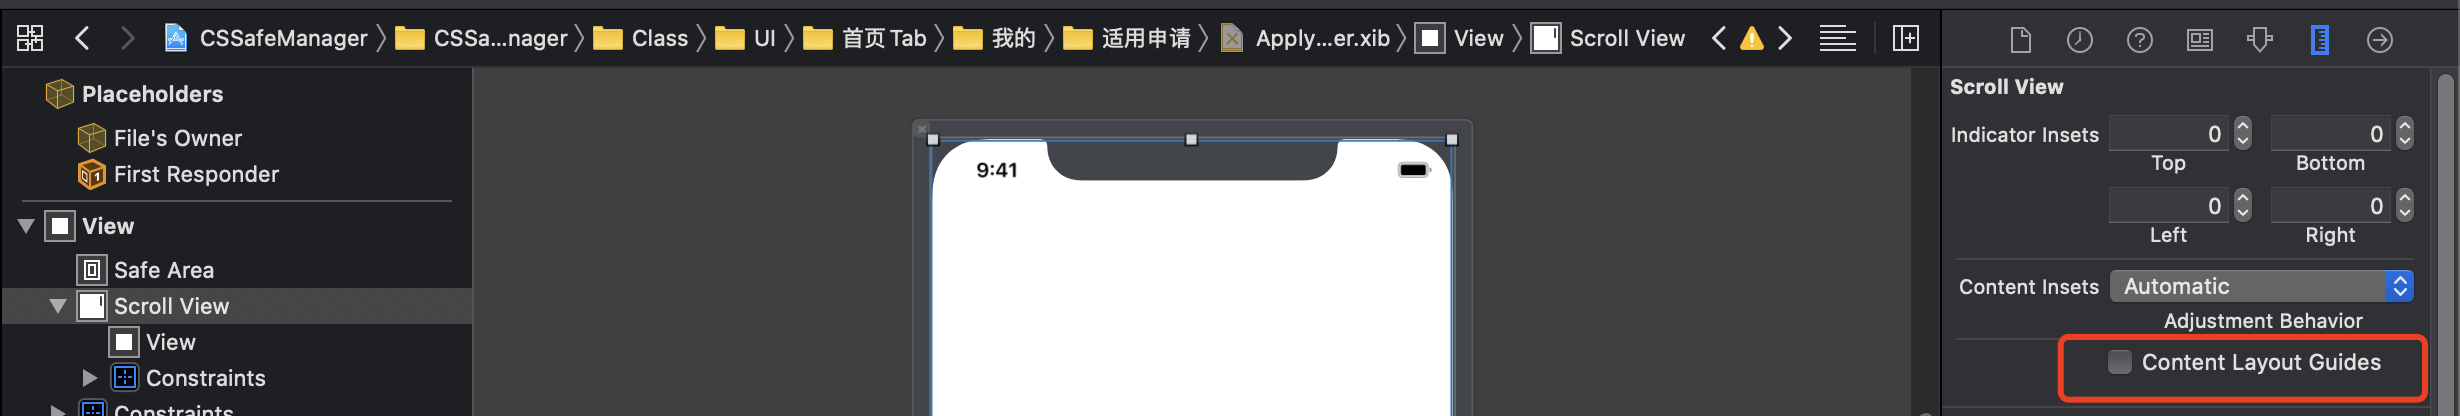 CSSafeManager
CSSa...nager
Class
UI
首页 Tab
我的
适用申请
Apply...er.xib
View
Scroll View
Placeholders
File's Owner
First Responder
View
Safe Area
Scroll View
View
Constraints
Constraints
9:41
Scroll View
Indicator Insets 0 0
Top Bottom
0 0
Left Right
Content Insets Automatic
Adjustment Behavior
Content Layout Guides